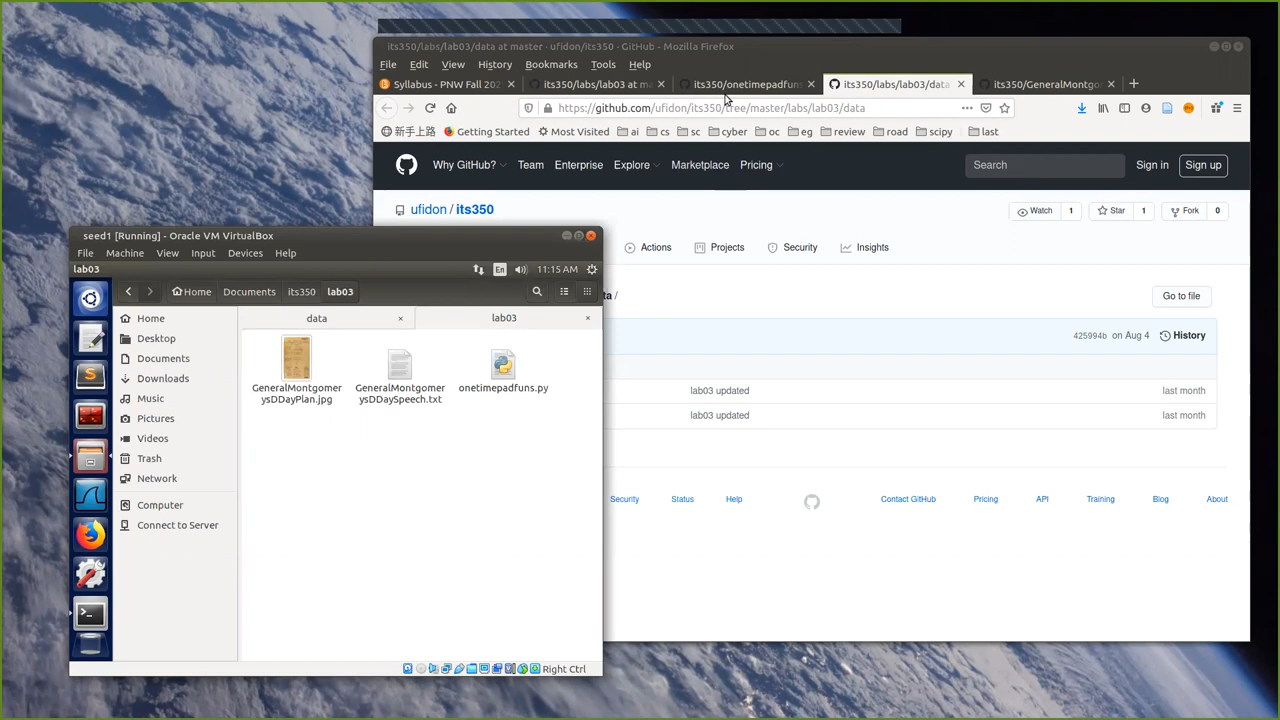 its350/labs/lab03/data at master · ufidon/its350 · GitHub - Mozilla Firefox
File Edit View History Bookmarks Tools Help
Syllabus - PNW Fall 202 its350/labs/lab03 at ma its350/onetimepadfuns its350/labs/lab03/data its350/GeneralMontgo
https://github.com/ufidon/its350/tree/master/labs/lab03/data
新手上路 Getting Started Most Visited ai cs sc cyber oc eg review road scipy last
Why GitHub? Team Enterprise Explore Marketplace Pricing Search Sign in Sign up
ufidon / its350 Watch 1 Star 1 Fork 0
Actions Projects Security Insights
ta / Go to file
425994b on Aug 4 History
lab03 updated last month
lab03 updated last month
Security Status Help Contact GitHub Pricing API Training Blog About
seed1 [Running] - Oracle VM VirtualBox
File Machine View Input Devices Help
lab03 En 11:15 AM
Home Documents its350 lab03
data lab03
Home
Desktop
Documents
Downloads
Music
Pictures
Videos
Trash
Network
Computer
Connect to Server
GeneralMontgomer
ysDDayPlan.jpg
GeneralMontgomer
ysDDaySpeech.txt
onetimepadfuns.py
Right Ctrl